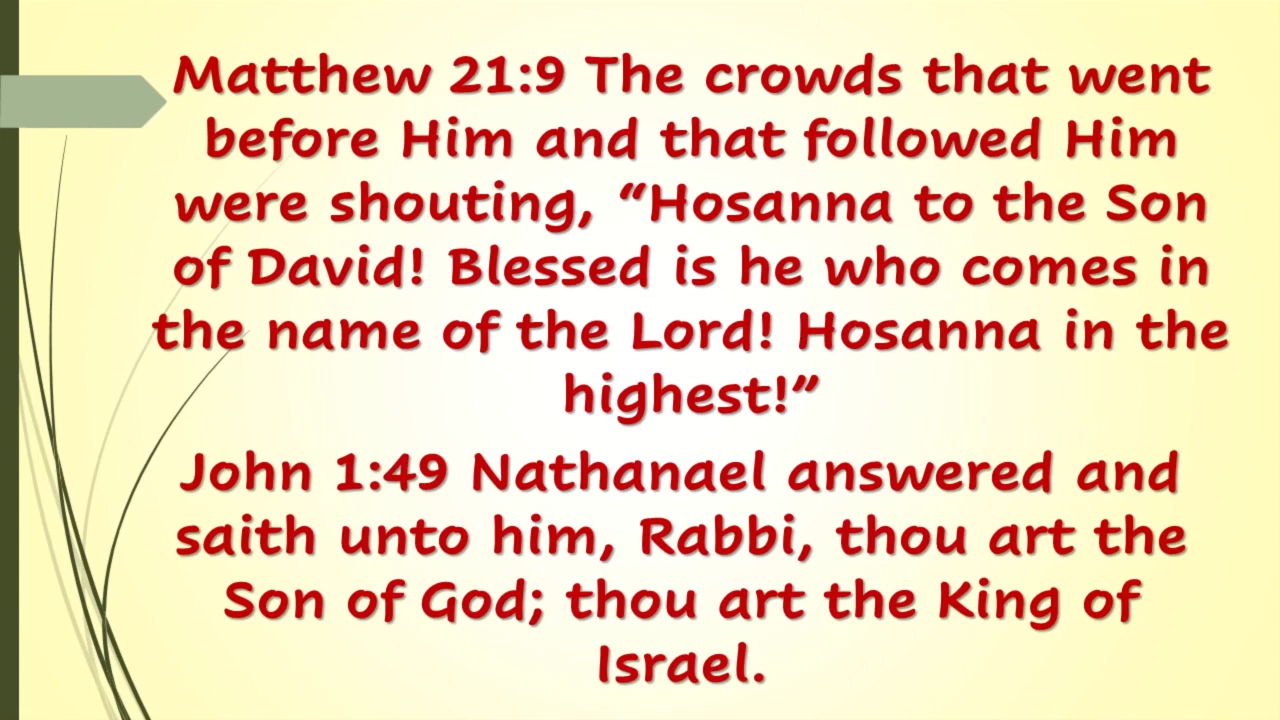 Matthew 21:9 The crowds that went
before Him and that followed Him
were shouting, “Hosanna to the Son
of David! Blessed is he who comes in
the name of the Lord! Hosanna in the
highest!”
John 1:49 Nathanael answered and
saith unto him, Rabbi, thou art the
Son of God; thou art the King of
Israel.